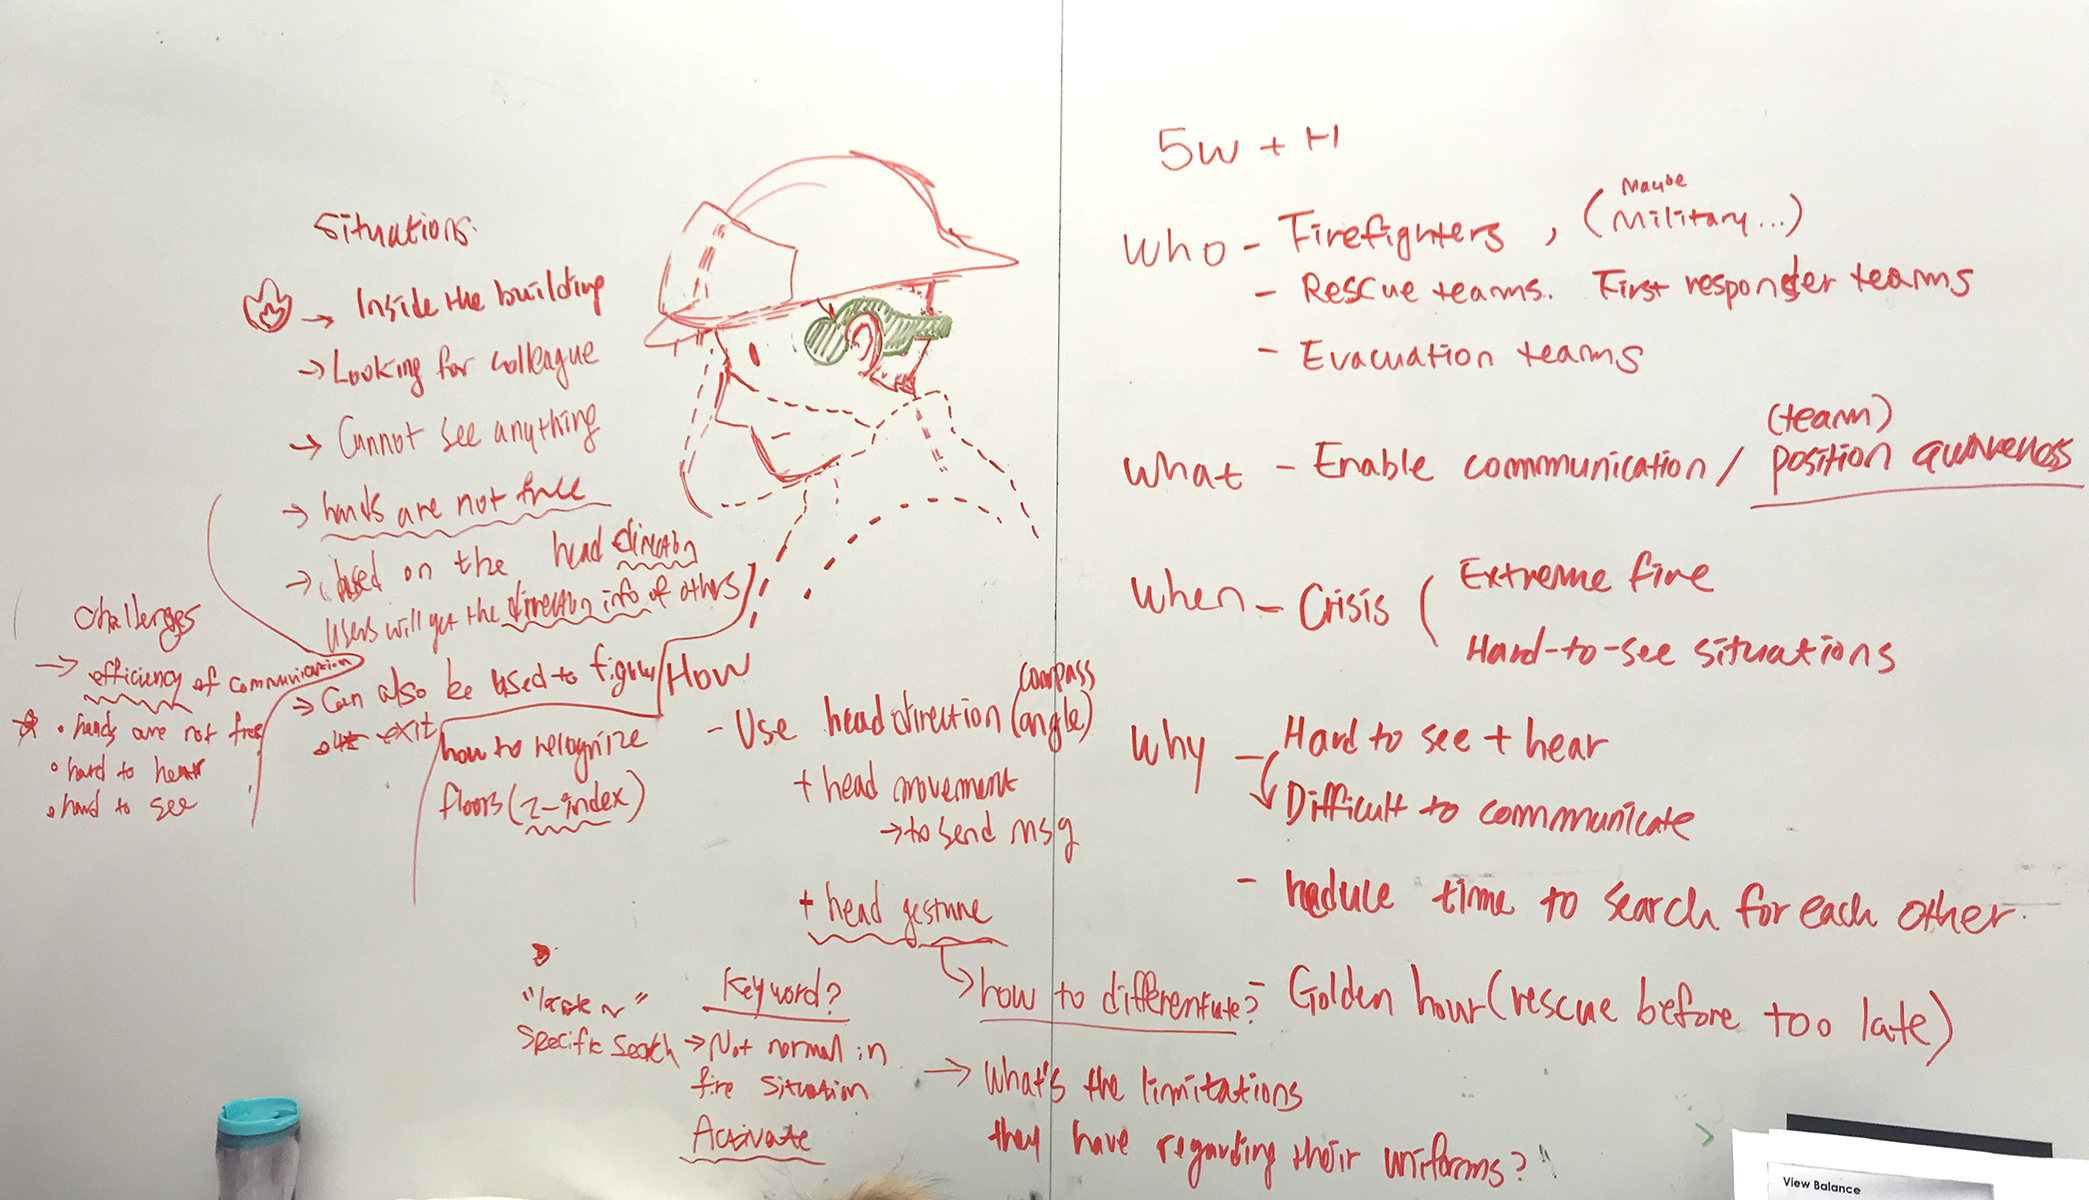 Situations.
→ Inside the building
→ Looking for colleague
→ Cannot see anything
→ hands are not free
→ based on the head direction
users will get the direction info of others
→ Can also be used to figure
exit
Challenges
→ efficiency of communication
☆ • hands are not free
• hard to hear
• hard to see
how to recognize
floors (z-index)
How
- Use head direction (angle)
compass
+ head movement
→ to send msg
+ head gesture
how to differentiate?
→ What's the limitations
they have regarding their uniforms?
Keyword?
→ Not normal in
fire situation
Activate
specific search
5W + H
Who - Firefighters, (Military...)
Maybe
- Rescue teams. First responder teams
- Evacuation teams
What - Enable communication / position awareness
(team)
When - Crisis ( Extreme fire
Hard-to-see situations
Why - Hard to see + hear
Difficult to communicate
- Reduce time to search for each other.
- Golden hour (rescue before too late)
View Balance